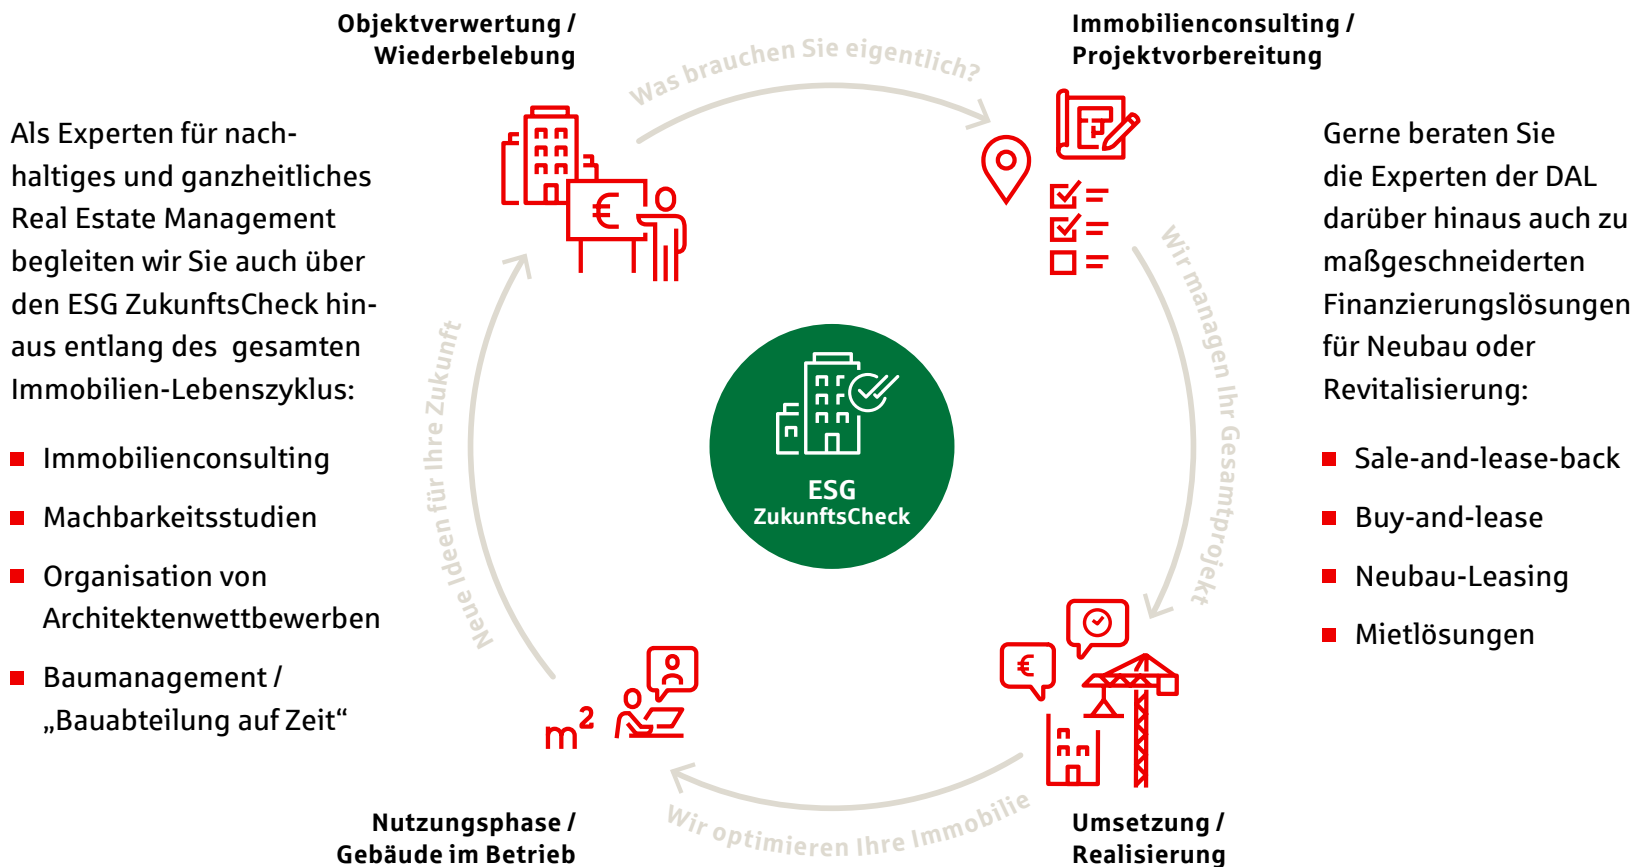 Objektverwertung /
Wiederbelebung
Immobilienconsulting /
Projektvorbereitung
Was brauchen Sie eigentlich?
Als Experten für nach-
haltiges und ganzheitliches
Real Estate Management
begleiten wir Sie auch über
den ESG ZukunftsCheck hin-
aus entlang des gesamten
Immobilien-Lebenszyklus:
Immobilienconsulting
Machbarkeitsstudien
Organisation von
Architektenwettbewerben
Baumanagement /
„Bauabteilung auf Zeit“
€
Neue Ideen für Ihre Zukunft
ESG
ZukunftsCheck
Wir managen Ihr Gesamtprojekt
Gerne beraten Sie
die Experten der DAL
darüber hinaus auch zu
maßgeschneiderten
Finanzierungslösungen
für Neubau oder
Revitalisierung:
Sale-and-lease-back
Buy-and-lease
Neubau-Leasing
Mietlösungen
€
m²
Wir optimieren Ihre Immobilie
Nutzungsphase /
Gebäude im Betrieb
Umsetzung /
Realisierung